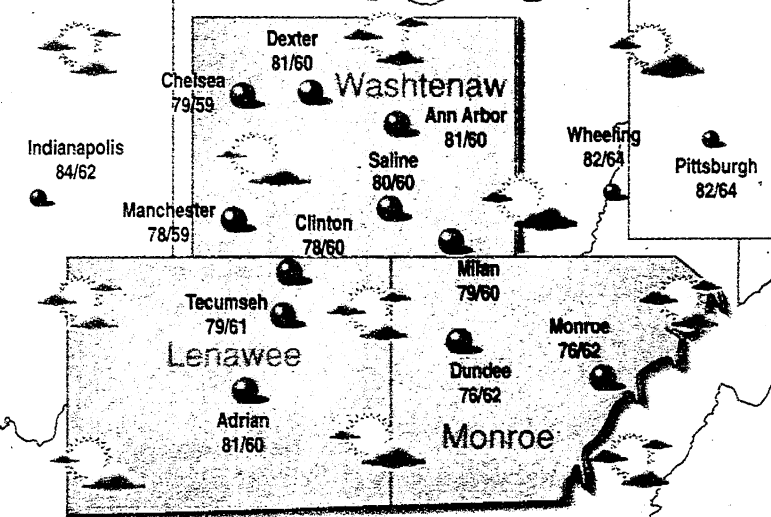 Dexter
81/60
Chelsea
79/59
Washtenaw
Ann Arbor
81/60
Indianapolis
84/62
Saline
80/60
Wheeling
82/64
Pittsburgh
82/64
Manchester
78/59
Clinton
78/60
Milan
79/60
Tecumseh
79/61
Monroe
76/62
Lenawee
Dundee
76/62
Adrian
81/60
Monroe